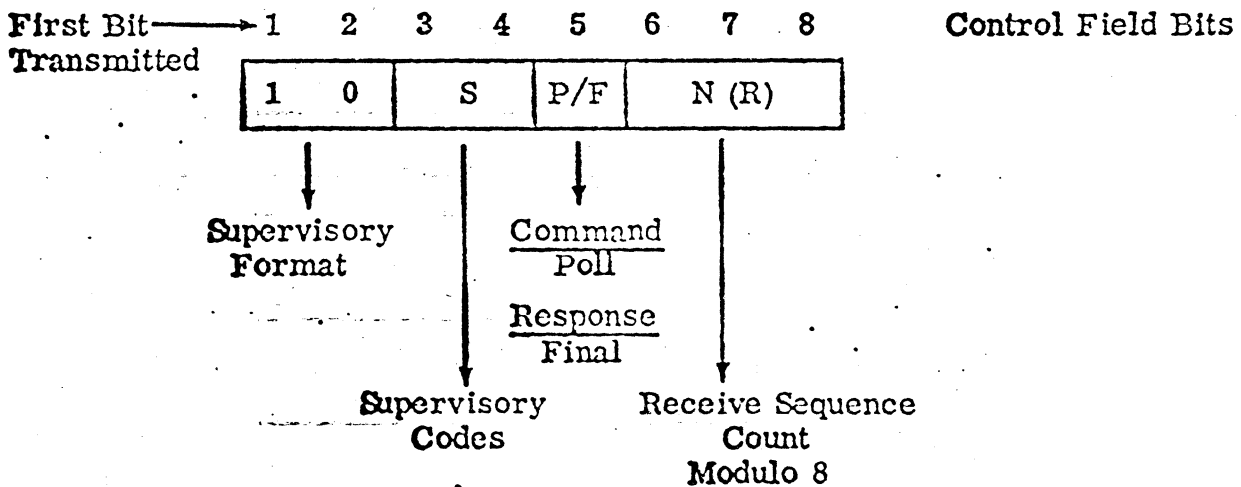 First Bit 1 2 3 4 5 6 7 8 Control Field Bits
Transmitted
1 0 S P/F N (R)
Supervisory Format
Command
Poll
Response
Final
Supervisory Codes
Receive Sequence
Count
Modulo 8